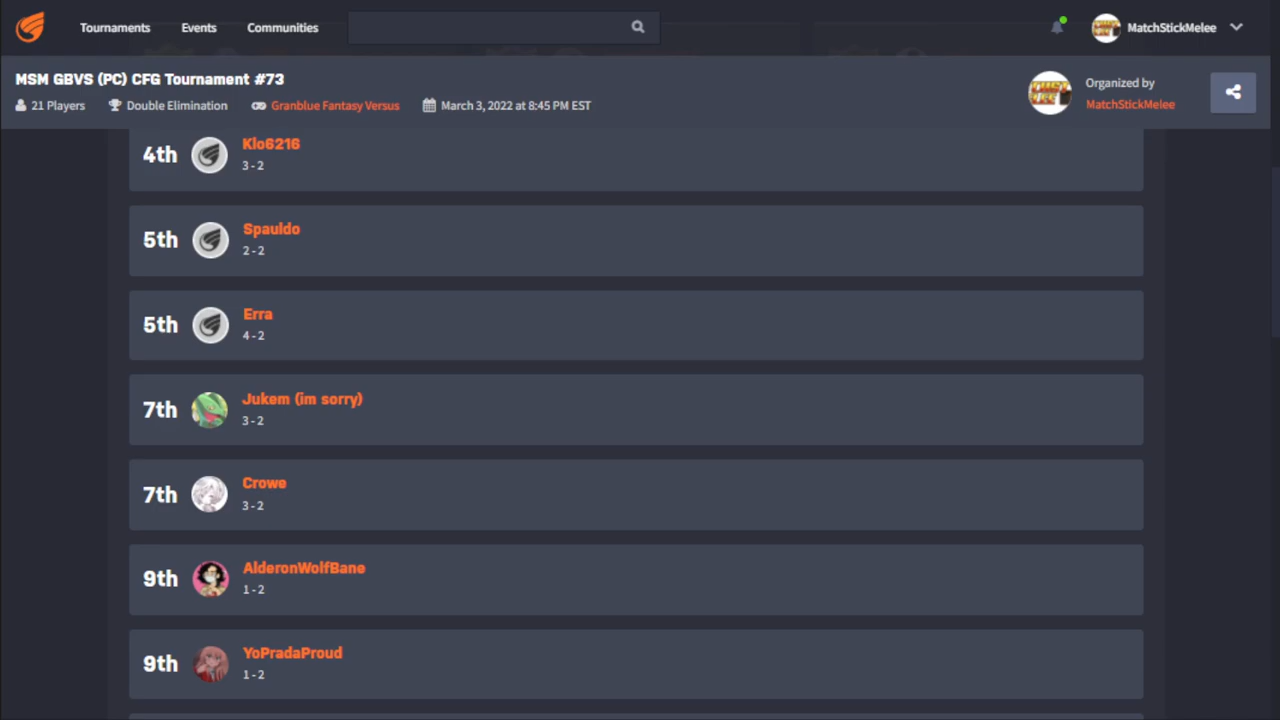 Tournaments Events Communities MatchStickMelee
MSM GBVS (PC) CFG Tournament #73
21 Players Double Elimination Granblue Fantasy Versus March 3, 2022 at 8:45 PM EST
Organized by
MatchStickMelee
4th Klo6216
3 - 2
5th Spauldo
2 - 2
5th Erra
4 - 2
7th Jukem (im sorry)
3 - 2
7th Crowe
3 - 2
9th AlderonWolfBane
1 - 2
9th YoPradaProud
1 - 2